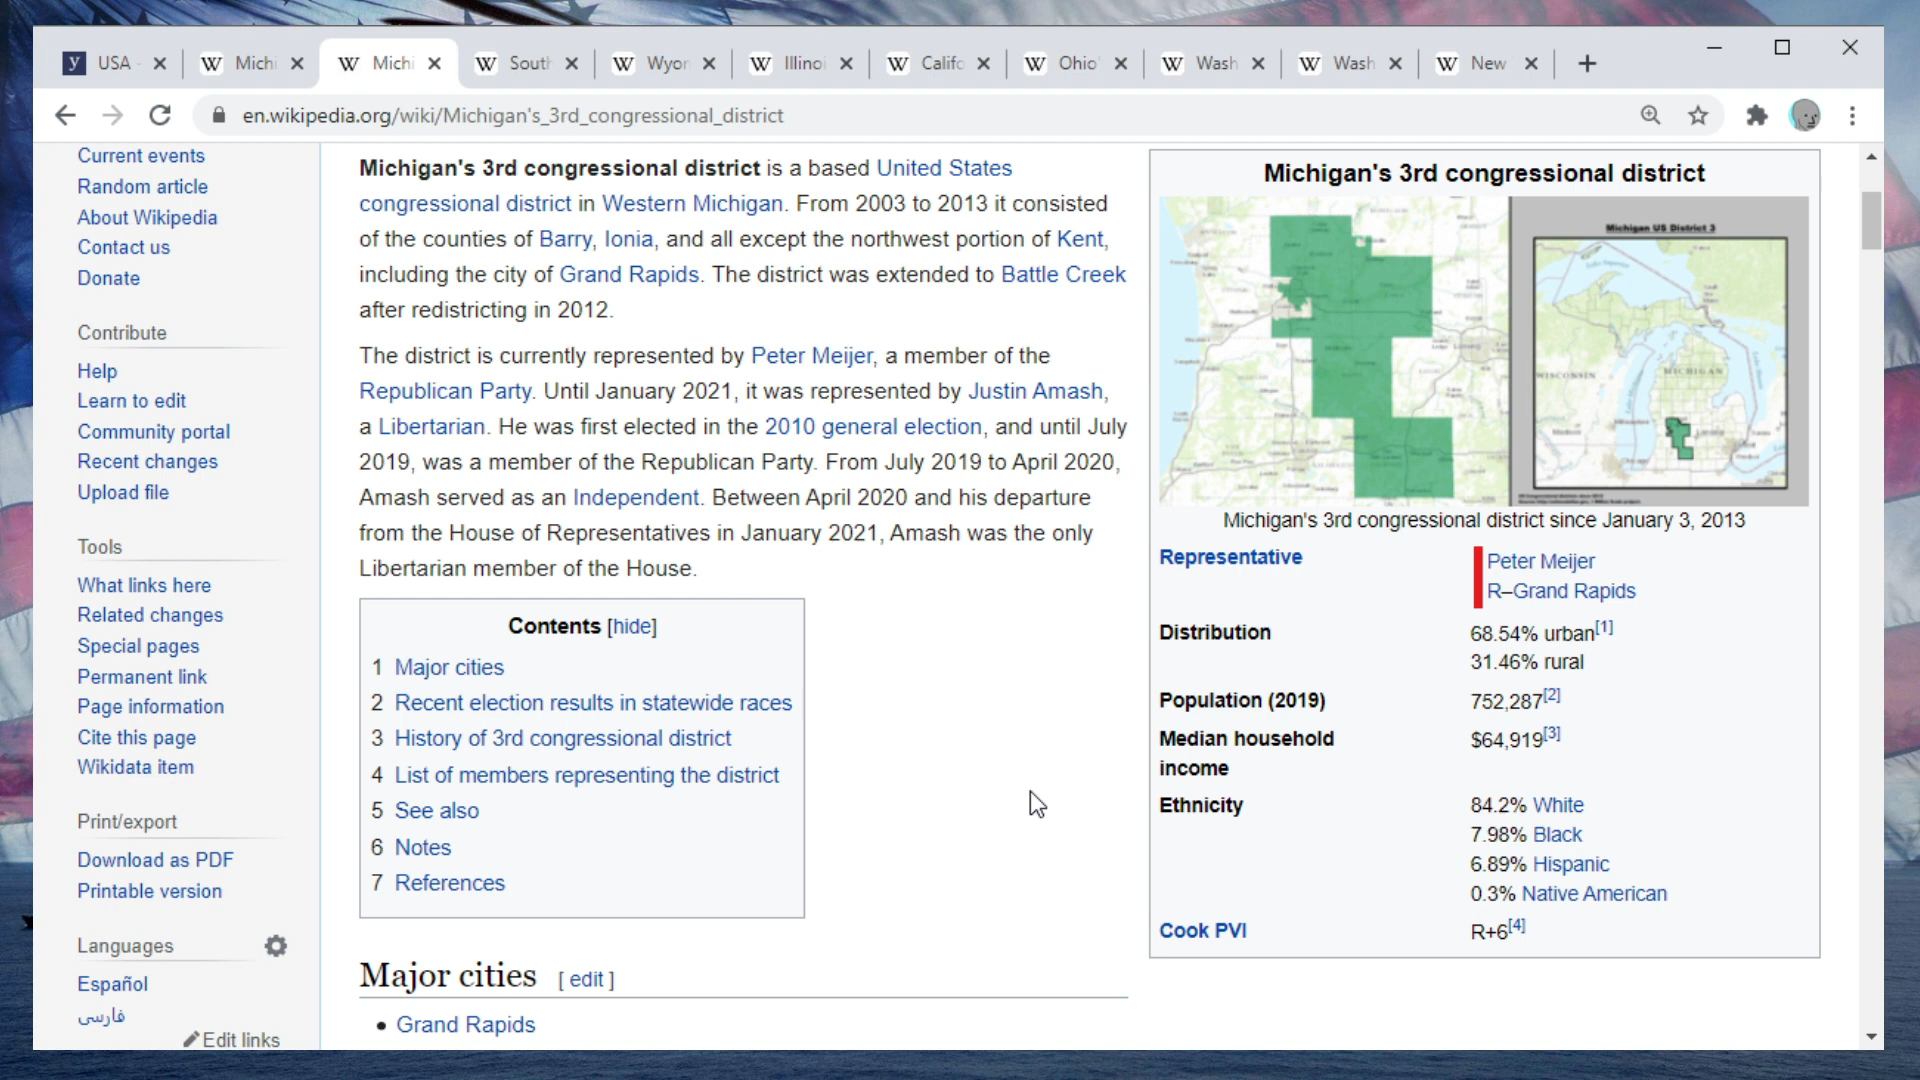 USA
Michi
Michi
South
Wyor
Illinoi
Califo
Ohio'
Wash
Wash
New
en.wikipedia.org/wiki/Michigan's_3rd_congressional_district
Current events
Random article
About Wikipedia
Contact us
Donate
Contribute
Help
Learn to edit
Community portal
Recent changes
Upload file
Tools
What links here
Related changes
Special pages
Permanent link
Page information
Cite this page
Wikidata item
Print/export
Download as PDF
Printable version
Languages
Español
فارسی
Edit links
Michigan's 3rd congressional district is a based United States
congressional district in Western Michigan. From 2003 to 2013 it consisted
of the counties of Barry, Ionia, and all except the northwest portion of Kent,
including the city of Grand Rapids. The district was extended to Battle Creek
after redistricting in 2012.
The district is currently represented by Peter Meijer, a member of the
Republican Party. Until January 2021, it was represented by Justin Amash,
a Libertarian. He was first elected in the 2010 general election, and until July
2019, was a member of the Republican Party. From July 2019 to April 2020,
Amash served as an Independent. Between April 2020 and his departure
from the House of Representatives in January 2021, Amash was the only
Libertarian member of the House.
Contents [hide]
1 Major cities
2 Recent election results in statewide races
3 History of 3rd congressional district
4 List of members representing the district
5 See also
6 Notes
7 References
Major cities [ edit ]
• Grand Rapids
Michigan's 3rd congressional district
Michigan US District 3
WISCONSIN
MICHIGAN
Michigan's 3rd congressional district since January 3, 2013
Representative Peter Meijer
R–Grand Rapids
Distribution 68.54% urban[1]
31.46% rural
Population (2019) 752,287[2]
Median household $64,919[3]
income
Ethnicity 84.2% White
7.98% Black
6.89% Hispanic
0.3% Native American
Cook PVI R+6[4]